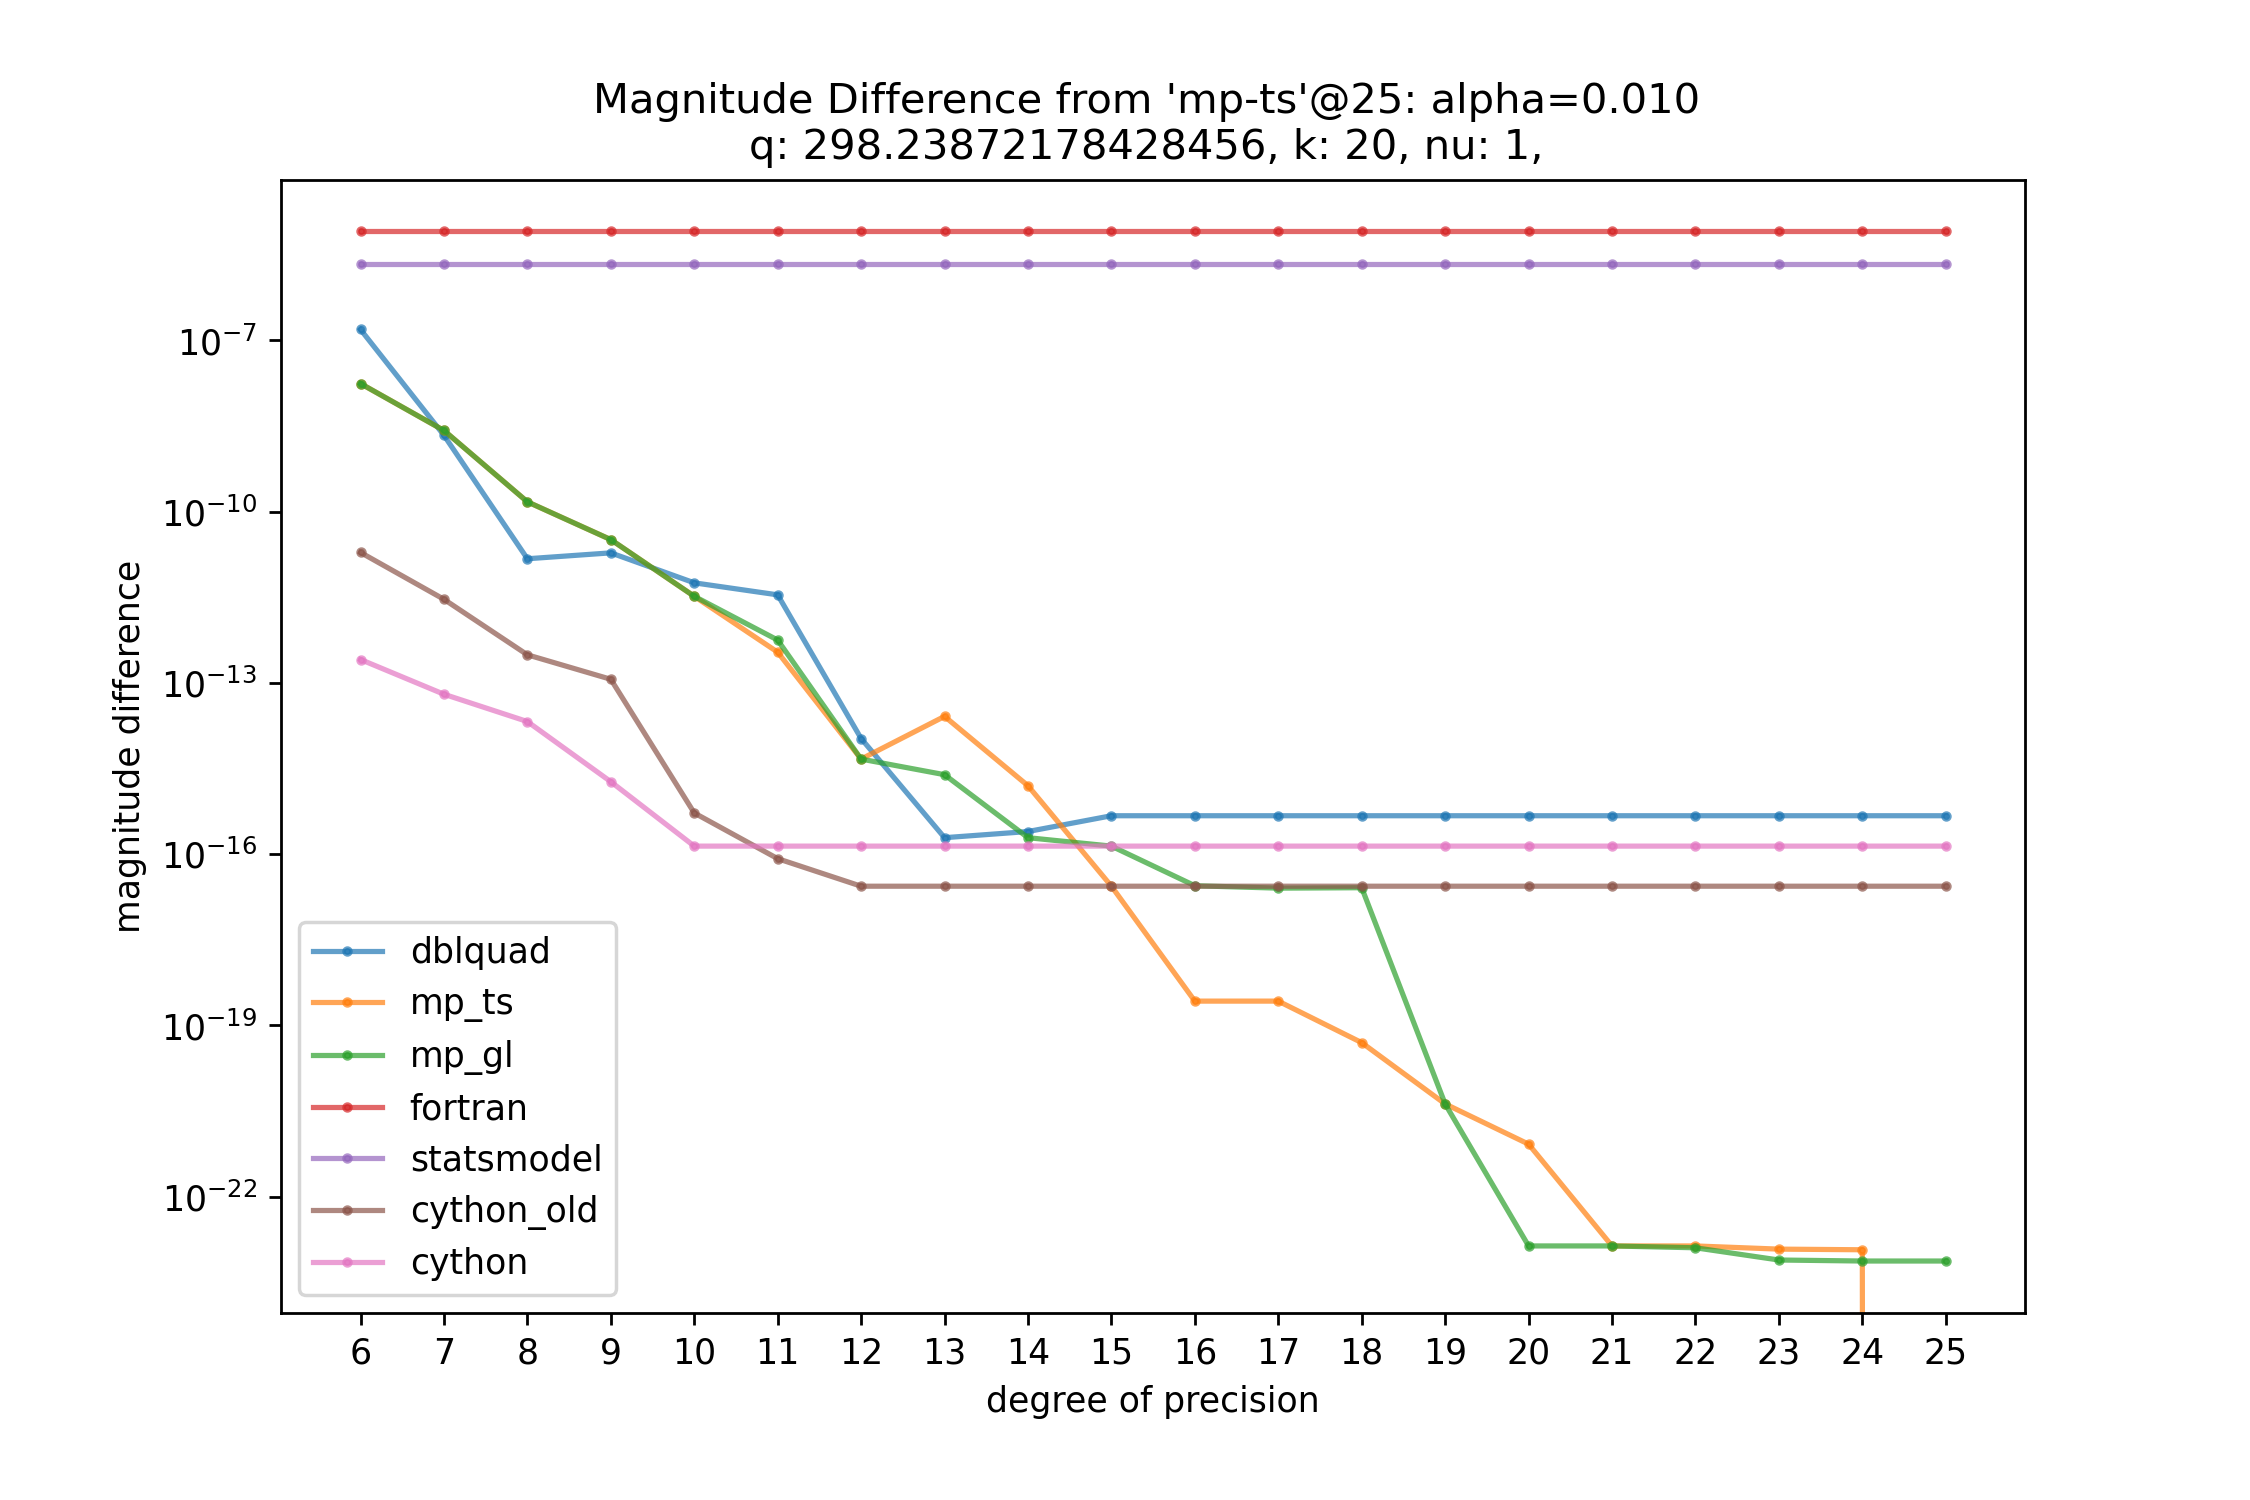 Magnitude Difference from 'mp-ts'@25: alpha=0.010
q: 298.23872178428456, k: 20, nu: 1,
magnitude difference
10⁻⁷
10⁻¹⁰
10⁻¹³
10⁻¹⁶
10⁻¹⁹
10⁻²²
dblquad
mp_ts
mp_gl
fortran
statsmodel
cython_old
cython
6 7 8 9 10 11 12 13 14 15 16 17 18 19 20 21 22 23 24 25
degree of precision